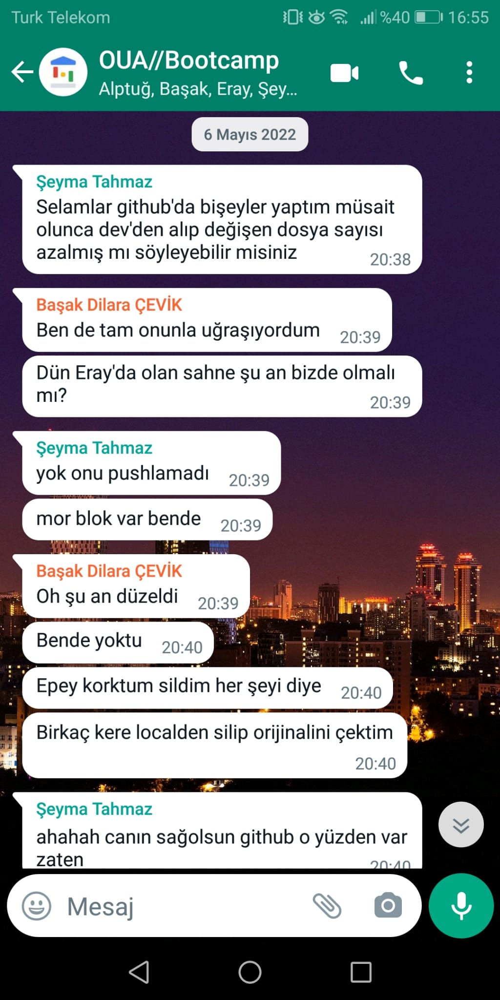 Turk Telekom %40 16:55
OUA//Bootcamp
Alptuğ, Başak, Eray, Şey...
6 Mayıs 2022
Şeyma Tahmaz
Selamlar github'da bişeyler yaptım müsait
olunca dev'den alıp değişen dosya sayısı
azalmış mı söyleyebilir misiniz
20:38
Başak Dilara ÇEVİK
Ben de tam onunla uğraşıyordum 20:39
Dün Eray'da olan sahne şu an bizde olmalı
mı?
20:39
Şeyma Tahmaz
yok onu pushlamadı 20:39
mor blok var bende 20:39
Başak Dilara ÇEVİK
Oh şu an düzeldi 20:39
Bende yoktu 20:40
Epey korktum sildim her şeyi diye 20:40
Birkaç kere localden silip orijinalini çektim
20:40
Şeyma Tahmaz
ahahah canın sağolsun github o yüzden var
zaten
20:40
Mesaj